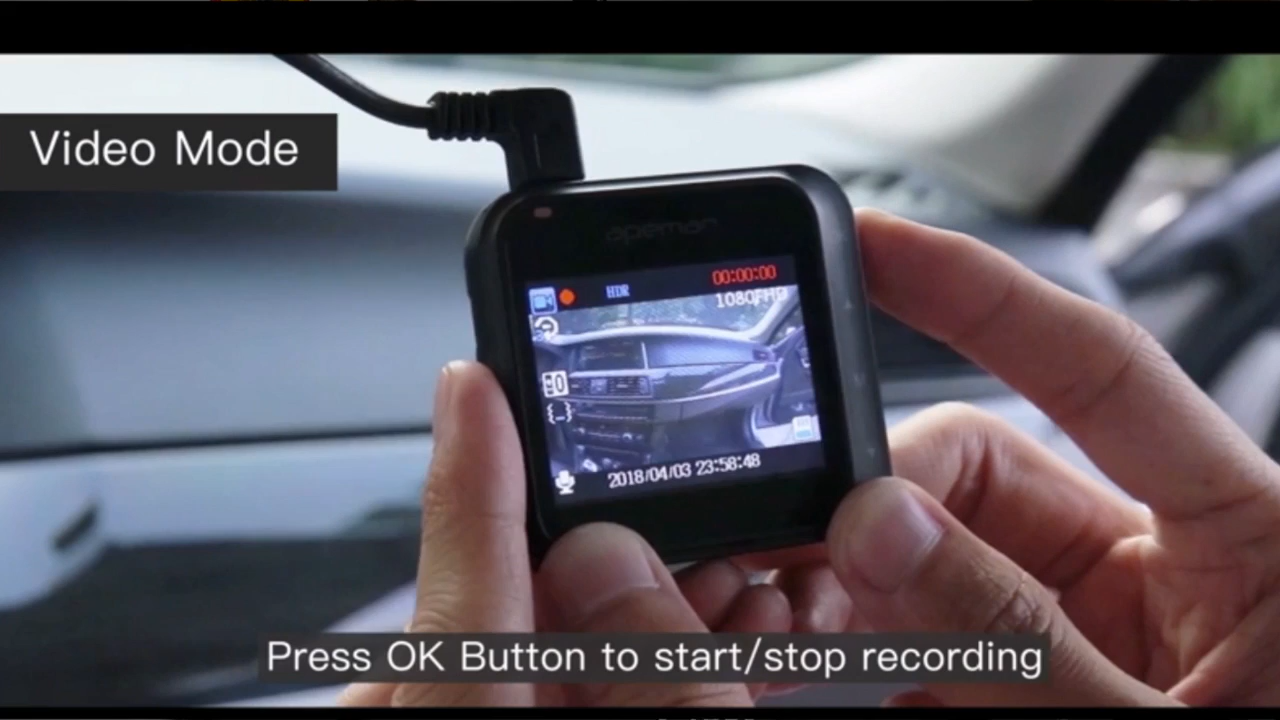 Video Mode
apeman
00:00:00
HDR
1080FHD
0
2018/04/03 23:58:48
Press OK Button to start/stop recording